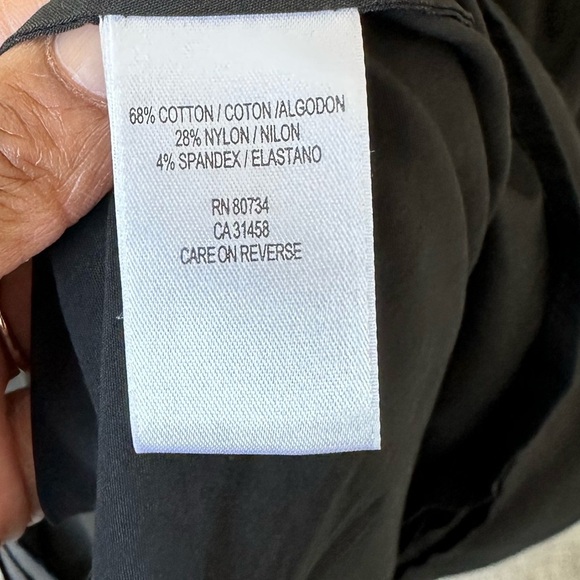 68% COTTON / COTON /ALGODON
28% NYLON / NILON
4% SPANDEX / ELASTANO
RN 80734
CA 31458
CARE ON REVERSE